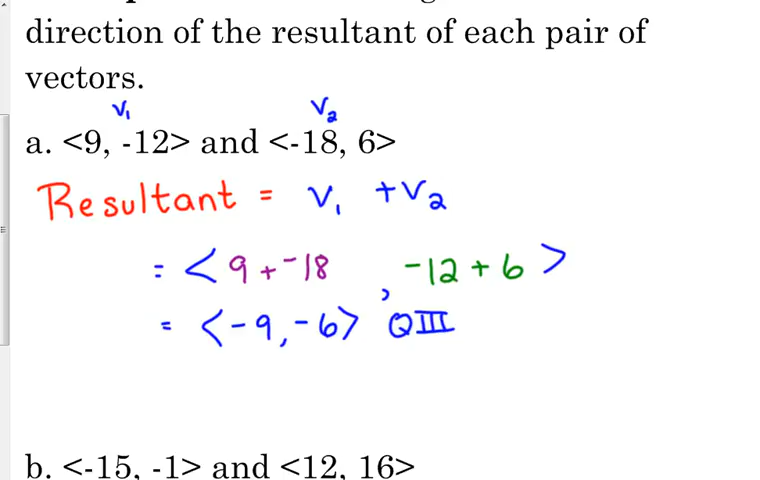 direction of the resultant of each pair of
vectors.
V₁ V₂
a. <9, -12> and <-18, 6>
Resultant = V₁ + V₂
= <9 + -18 , -12 + 6>
= <-9, -6> QIII
b. <-15, -1> and <12, 16>